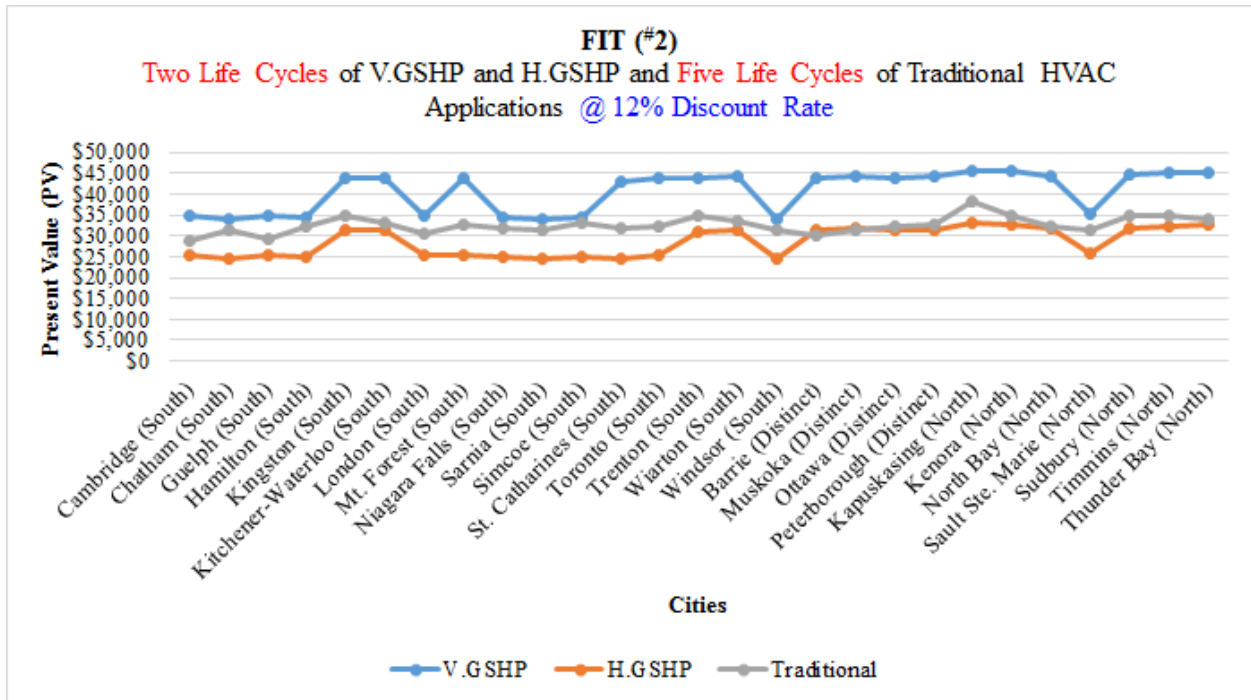 FIT (#2)
Two Life Cycles of V.GSHP and H.GSHP and Five Life Cycles of Traditional HVAC
Applications @ 12% Discount Rate
Present Value (PV)
$50,000
$45,000
$40,000
$35,000
$30,000
$25,000
$20,000
$15,000
$10,000
$5,000
$0
Cambridge (South)
Chatham (South)
Guelph (South)
Hamilton (South)
Kingston (South)
Kitchener-Waterloo (South)
London (South)
Mt. Forest (South)
Niagara Falls (South)
Sarnia (South)
Simcoe (South)
St. Catharines (South)
Toronto (South)
Trenton (South)
Wiarton (South)
Windsor (South)
Barrie (Distinct)
Muskoka (Distinct)
Ottawa (Distinct)
Peterborough (Distinct)
Kapuskasing (North)
Kenora (North)
North Bay (North)
Sault Ste. Marie (North)
Sudbury (North)
Timmins (North)
Thunder Bay (North)
Cities
V.GSHP
H.GSHP
Traditional